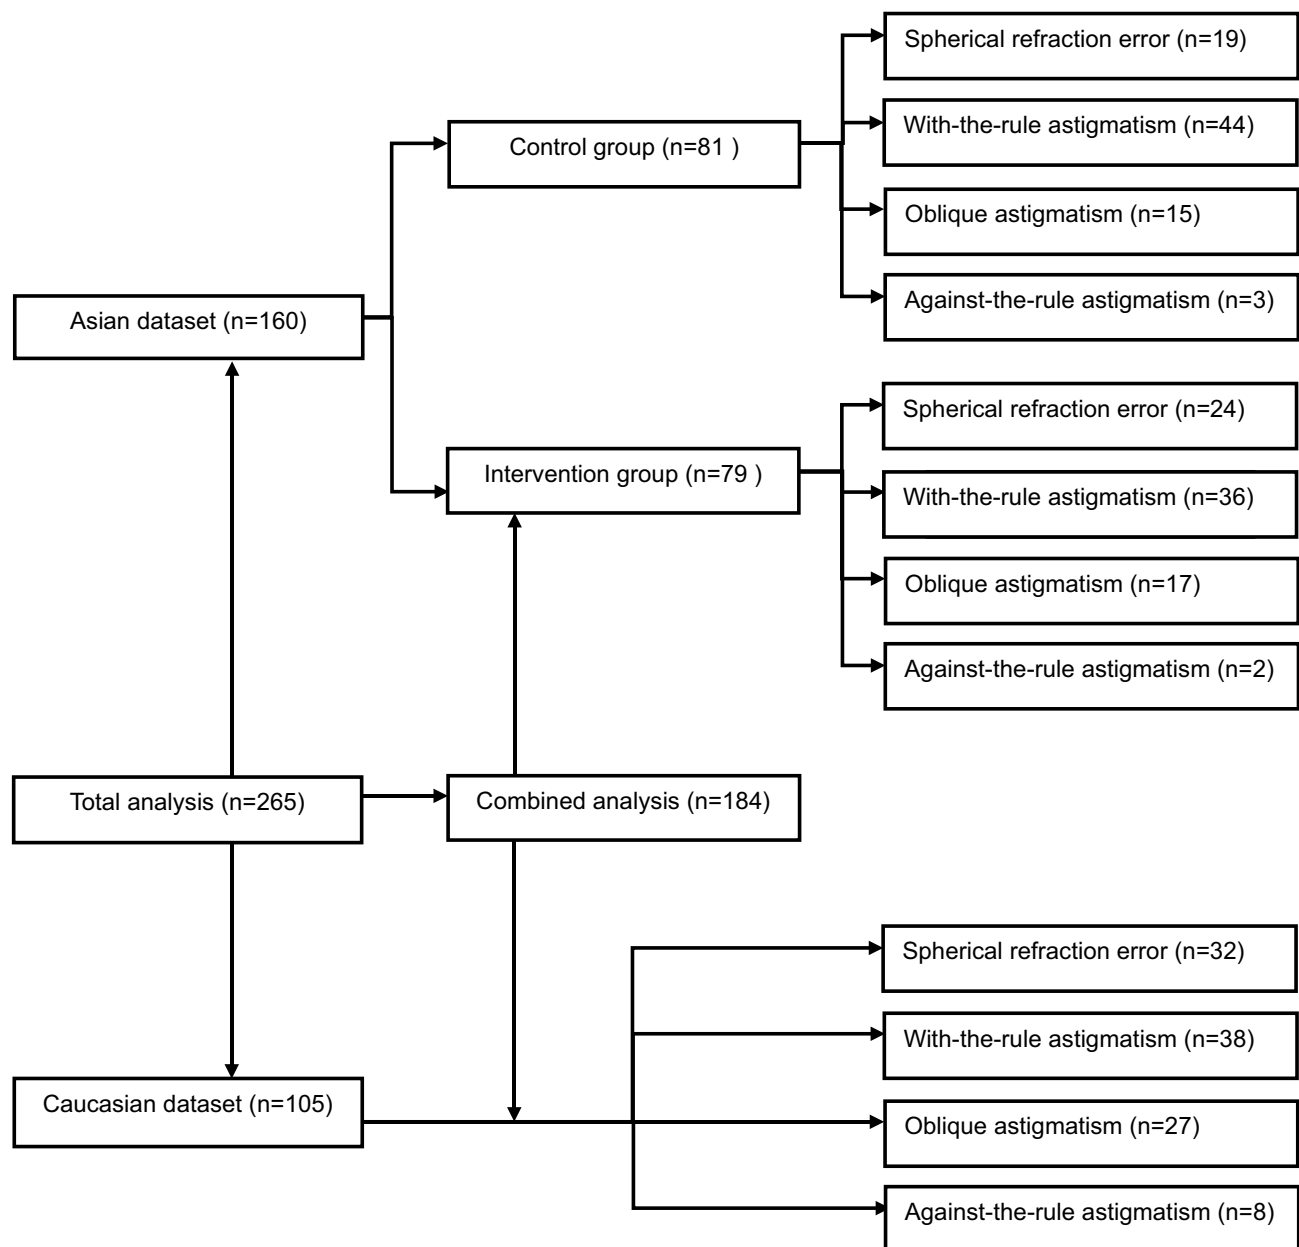 Spherical refraction error (n=19)
With-the-rule astigmatism (n=44)
Control group (n=81 )
Oblique astigmatism (n=15)
Against-the-rule astigmatism (n=3)
Asian dataset (n=160)
Spherical refraction error (n=24)
Intervention group (n=79 )
With-the-rule astigmatism (n=36)
Oblique astigmatism (n=17)
Against-the-rule astigmatism (n=2)
Total analysis (n=265)
Combined analysis (n=184)
Spherical refraction error (n=32)
With-the-rule astigmatism (n=38)
Caucasian dataset (n=105)
Oblique astigmatism (n=27)
Against-the-rule astigmatism (n=8)